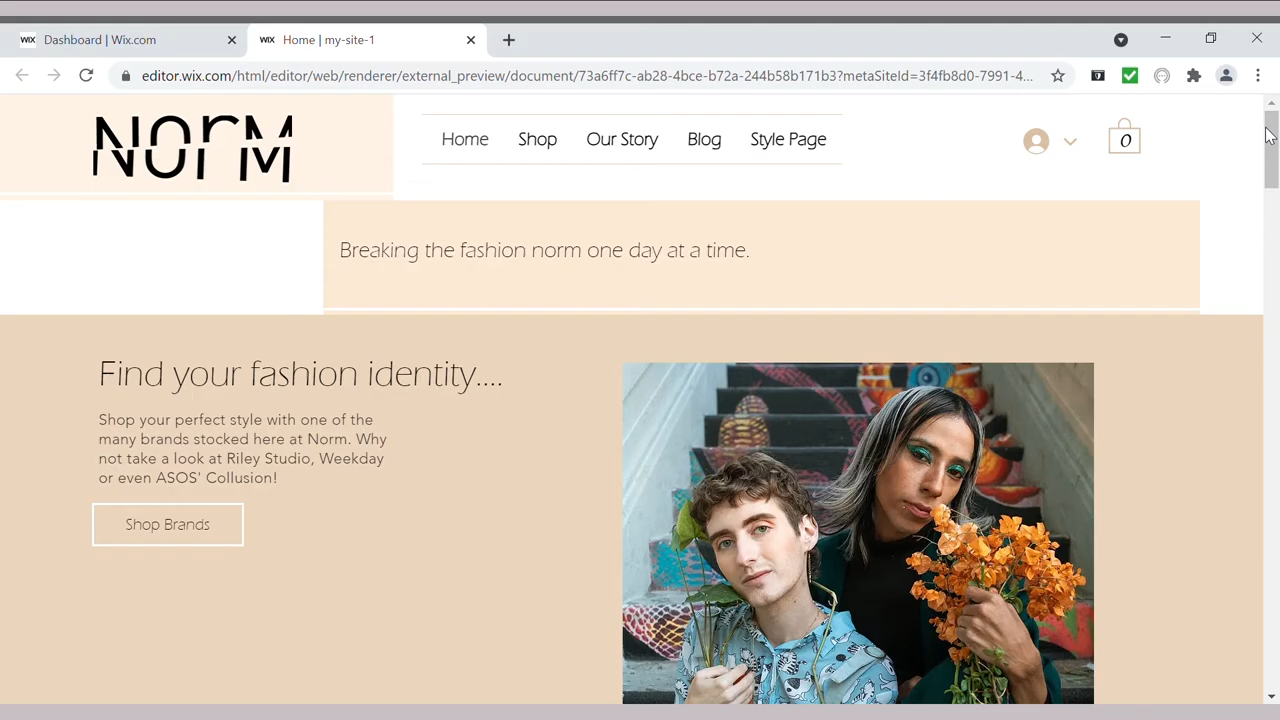 WIX Dashboard | Wix.com
WIX Home | my-site-1
editor.wix.com/html/editor/web/renderer/external_preview/document/73a6ff7c-ab28-4bce-b72a-244b58b171b3?metaSiteId=3f4fb8d0-7991-4...
NORM
Home Shop Our Story Blog Style Page
0
Breaking the fashion norm one day at a time.
Find your fashion identity....
Shop your perfect style with one of the
many brands stocked here at Norm. Why
not take a look at Riley Studio, Weekday
or even ASOS' Collusion!
Shop Brands